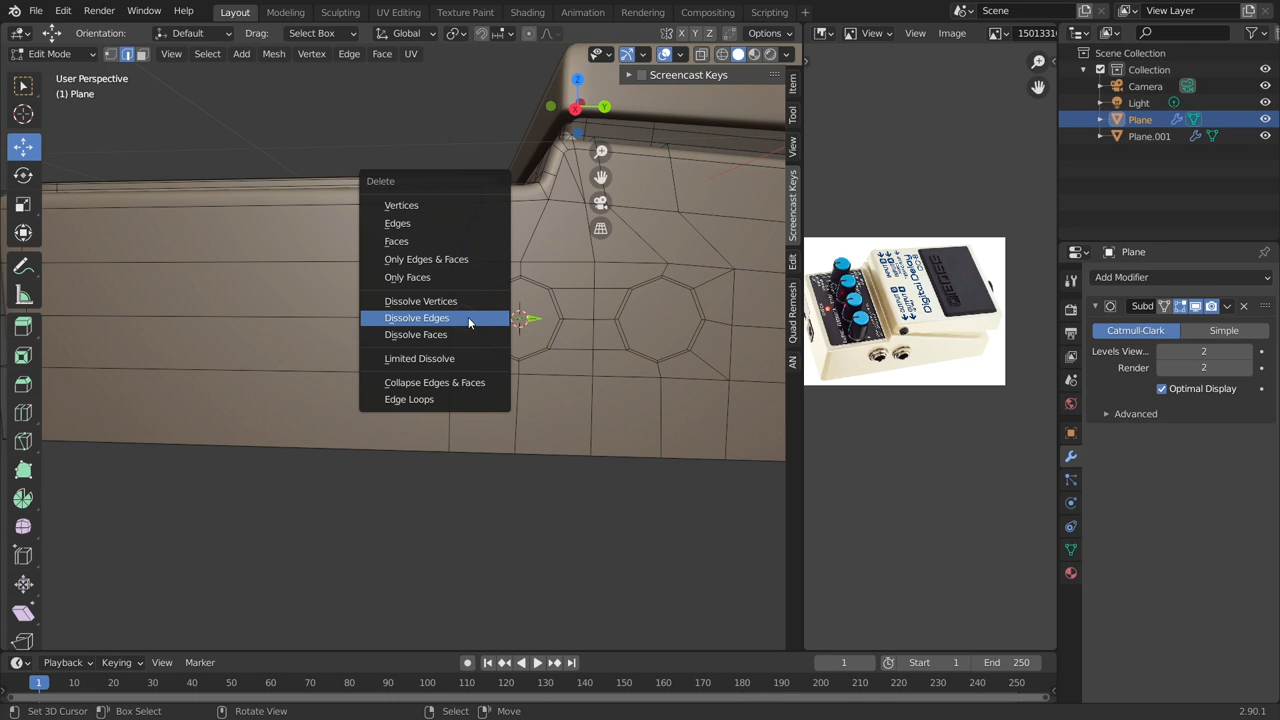 File Edit Render Window Help Layout Modeling Sculpting UV Editing Texture Paint Shading Animation Rendering Compositing Scripting + Scene View Layer
Orientation: Default Drag: Select Box Global Options View View Image 1501331
Edit Mode View Select Add Mesh Vertex Edge Face UV X Y Z
User Perspective
(1) Plane
Screencast Keys
Z
Y
X
Item
Tool
View
Screencast Keys
Edit
Quad Remesh
AN
Delete
Vertices
Edges
Faces
Only Edges & Faces
Only Faces
Dissolve Vertices
Dissolve Edges
Dissolve Faces
Limited Dissolve
Collapse Edges & Faces
Edge Loops
BOSS
Digital Delay
Scene Collection
Collection
Camera
Light
Plane
Plane.001
Plane
Add Modifier
Subd
Catmull-Clark Simple
Levels View... 2
Render 2
Optimal Display
Advanced
Playback Keying View Marker 1 Start 1 End 250
1 10 20 30 40 50 60 70 80 90 100 110 120 130 140 150 160 170 180 190 200 210 220 230 240 250
Set 3D Cursor Box Select Rotate View Select Move 2.90.1